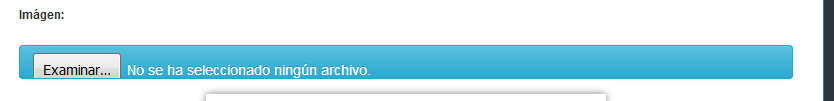 Imágen:
Examinar... No se ha seleccionado ningún archivo.